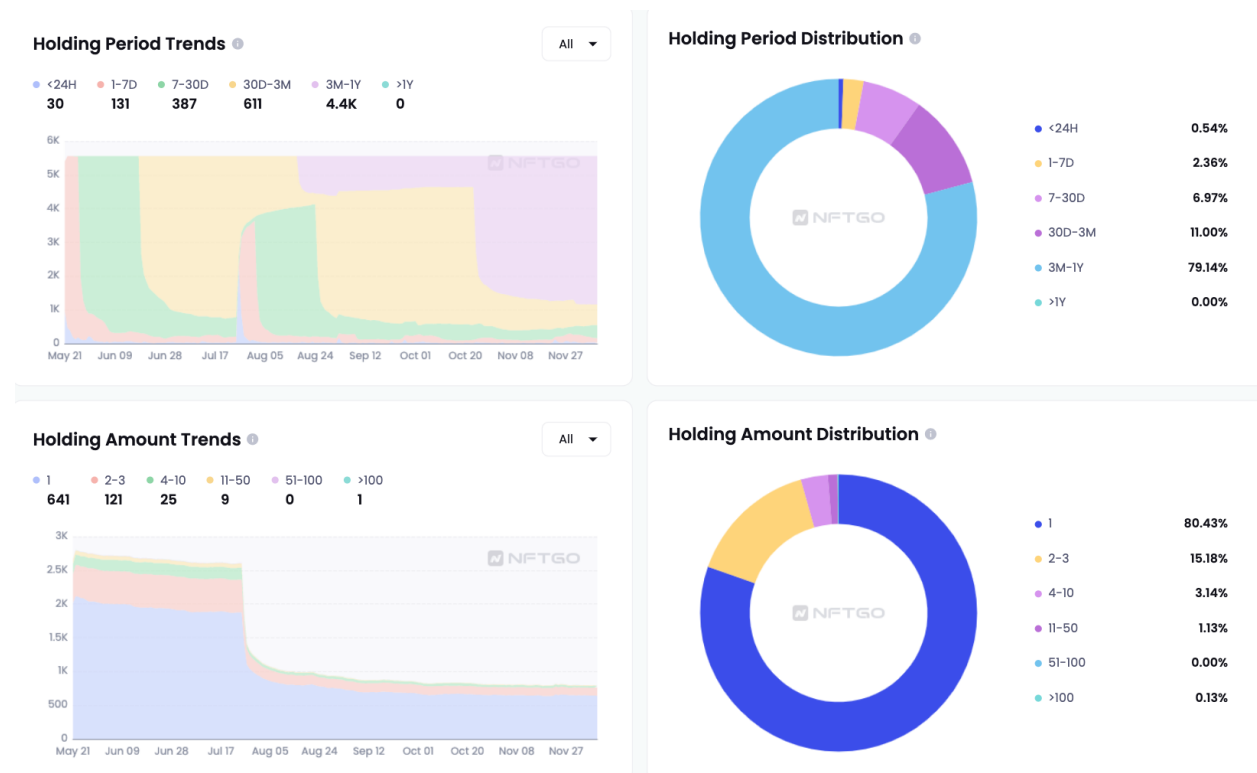 Holding Period Trends
All
<24H 1-7D 7-30D 30D-3M 3M-1Y >1Y
30 131 387 611 4.4K 0
6K
5K
4K
3K
2K
1K
0
NFTGO
May 21 Jun 09 Jun 28 Jul 17 Aug 05 Aug 24 Sep 12 Oct 01 Oct 20 Nov 08 Nov 27
Holding Period Distribution
NFTGO
<24H 0.54%
1-7D 2.36%
7-30D 6.97%
30D-3M 11.00%
3M-1Y 79.14%
>1Y 0.00%
Holding Amount Trends
All
1 2-3 4-10 11-50 51-100 >100
641 121 25 9 0 1
3K
2.5K
2K
1.5K
1K
500
0
NFTGO
May 21 Jun 09 Jun 28 Jul 17 Aug 05 Aug 24 Sep 12 Oct 01 Oct 20 Nov 08 Nov 27
Holding Amount Distribution
NFTGO
1 80.43%
2-3 15.18%
4-10 3.14%
11-50 1.13%
51-100 0.00%
>100 0.13%